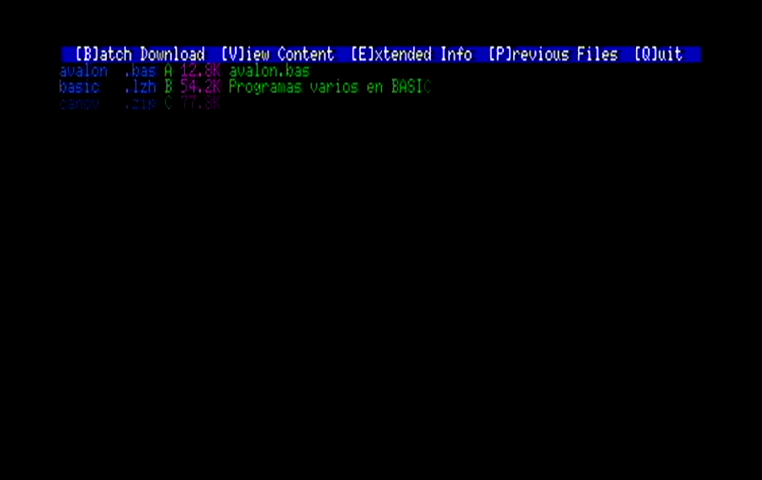 [B]atch Download [V]iew Content [E]xtended Info [P]revious Files [Q]uit
avalon .bas A 12.8K avalon.bas
basic .lzh B 54.2K Programas varios en BASIC
.zip C 77.8K